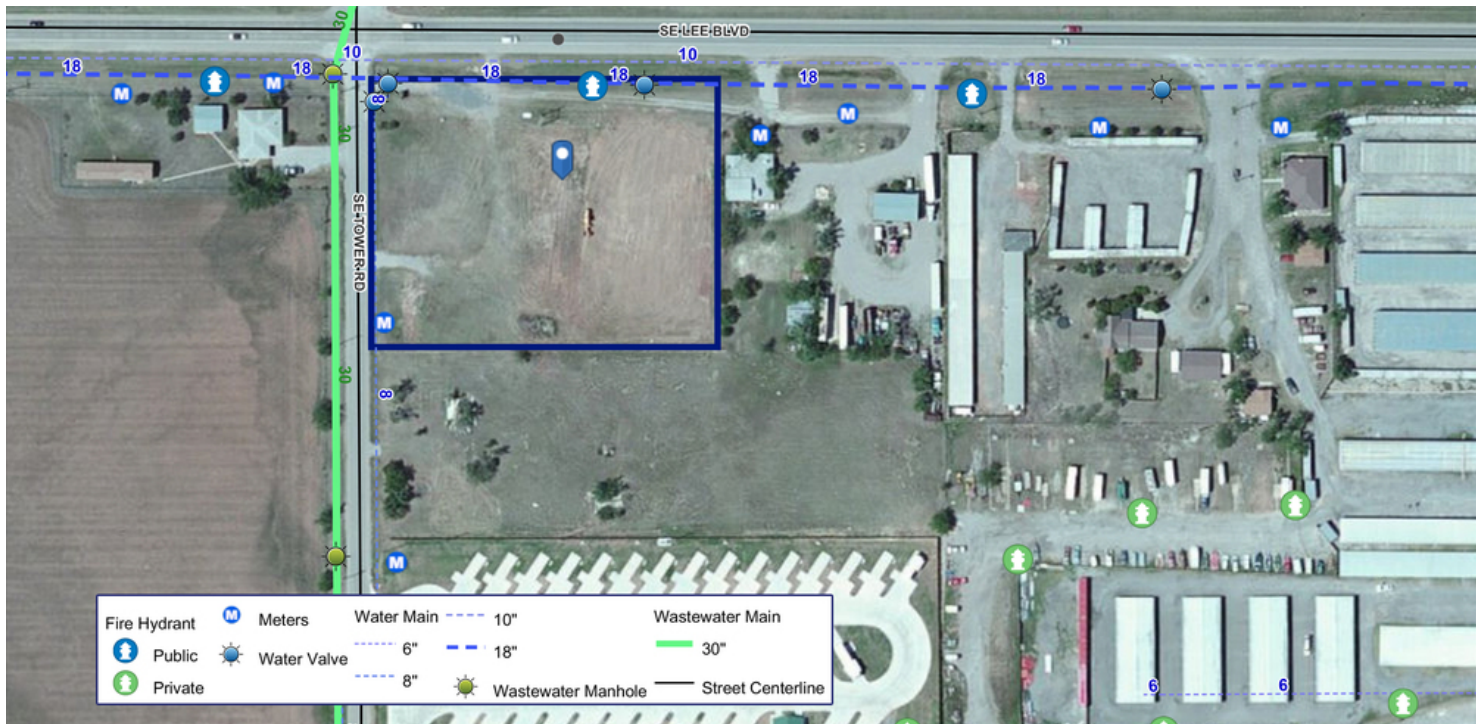 30
SE LEE BLVD
10
10
18
18
18
18
18
18
8
30
SE TOWER RD
30
8
M
M
M
M
M
M
M
M
6
6
Fire Hydrant
Public
Private
M Meters
Water Valve
Water Main
6"
8"
10"
18"
Wastewater Manhole
Wastewater Main
30"
Street Centerline